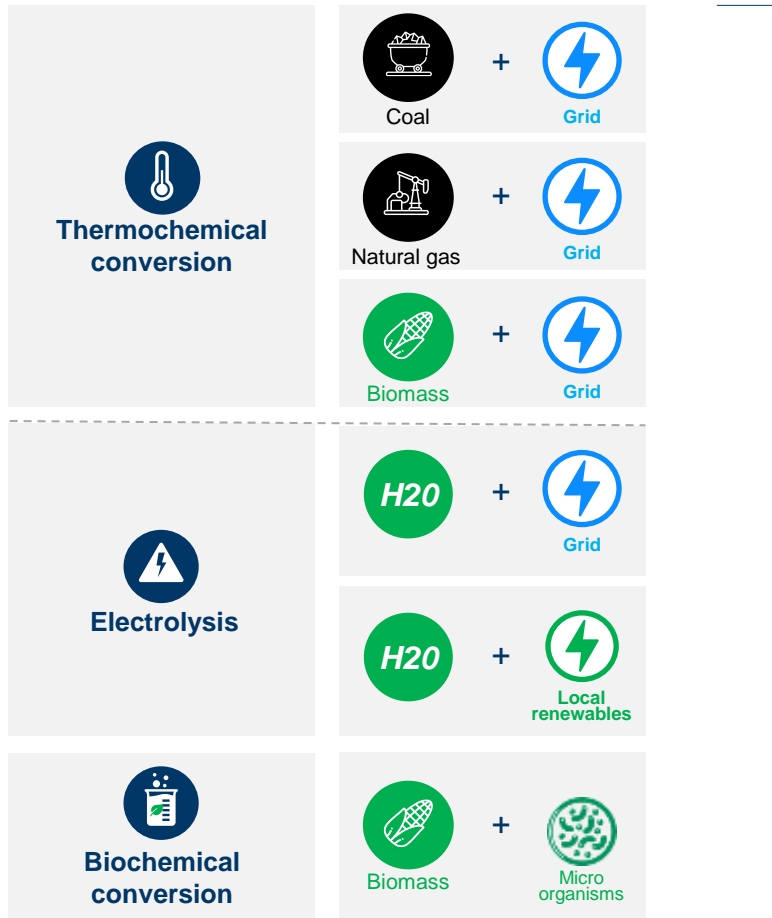 Thermochemical
conversion
+
Coal
Grid
+
Natural gas
Grid
+
Biomass
Grid
Electrolysis
H20
+
Grid
H20
+
Local
renewables
Biochemical
conversion
+
Biomass
Micro
organisms